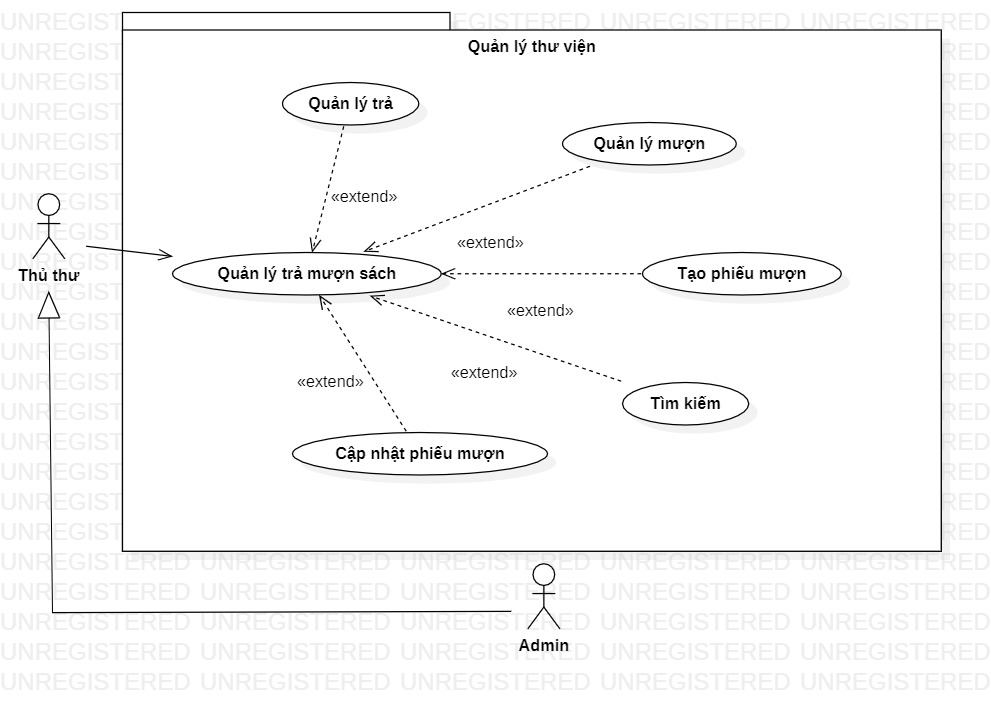 Quản lý thư viện
Quản lý trả
Quản lý mượn
«extend»
Thủ thư
«extend»
Quản lý trả mượn sách
Tạo phiếu mượn
«extend»
«extend»
«extend»
Tìm kiếm
Cập nhật phiếu mượn
Admin
UNREGISTERED UNREGISTERED UNREGISTERED UNREGISTERED UNREGISTERED